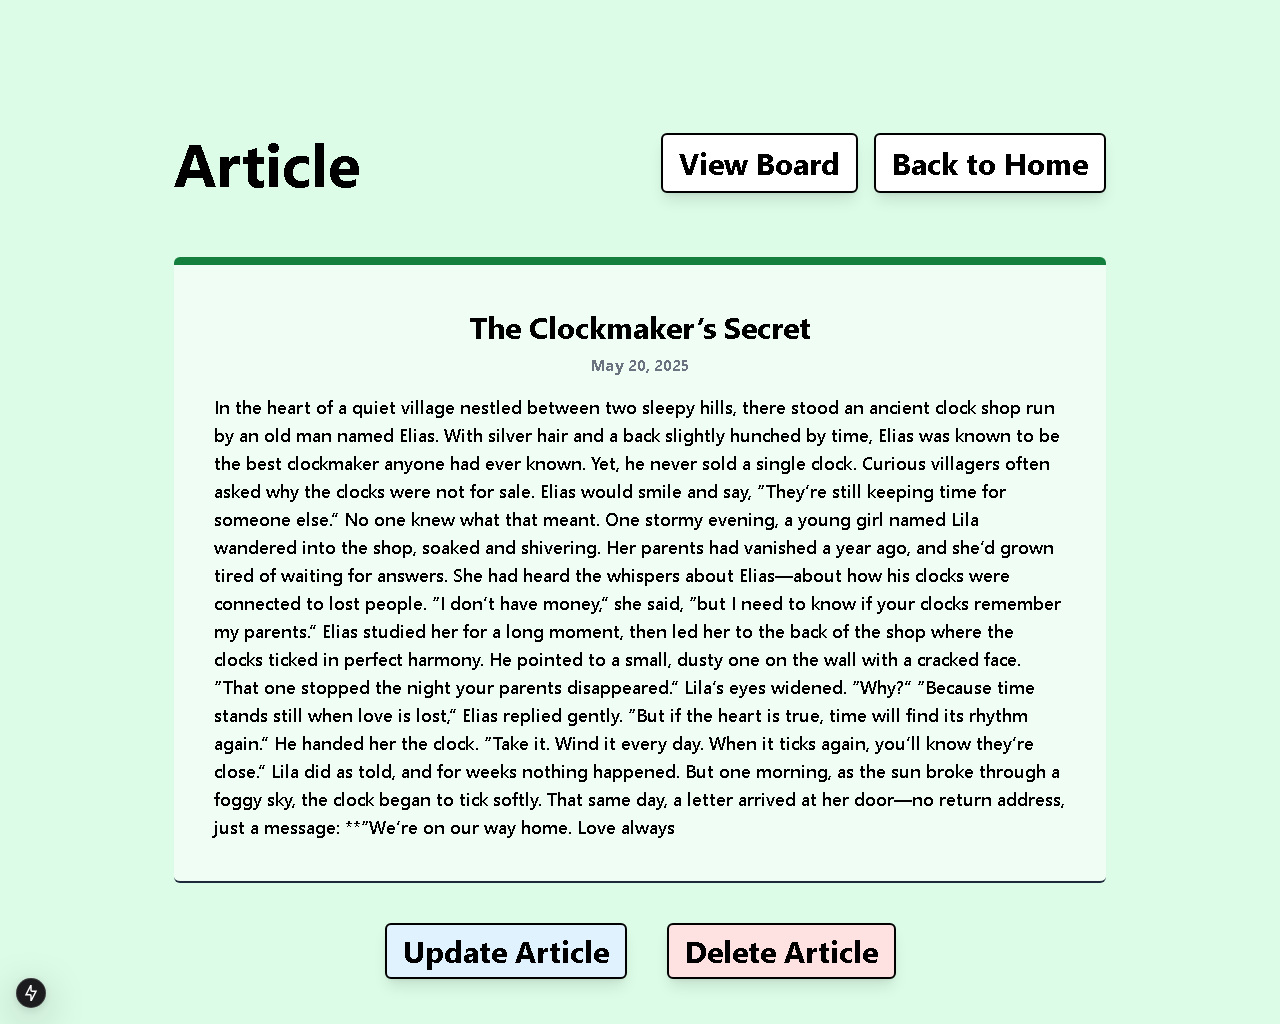 Article
View Board
Back to Home
The Clockmaker's Secret
May 20, 2025
In the heart of a quiet village nestled between two sleepy hills, there stood an ancient clock shop run
by an old man named Elias. With silver hair and a back slightly hunched by time, Elias was known to be
the best clockmaker anyone had ever known. Yet, he never sold a single clock. Curious villagers often
asked why the clocks were not for sale. Elias would smile and say, "They're still keeping time for
someone else." No one knew what that meant. One stormy evening, a young girl named Lila
wandered into the shop, soaked and shivering. Her parents had vanished a year ago, and she'd grown
tired of waiting for answers. She had heard the whispers about Elias—about how his clocks were
connected to lost people. "I don't have money," she said, "but I need to know if your clocks remember
my parents." Elias studied her for a long moment, then led her to the back of the shop where the
clocks ticked in perfect harmony. He pointed to a small, dusty one on the wall with a cracked face.
"That one stopped the night your parents disappeared." Lila's eyes widened. "Why?" "Because time
stands still when love is lost," Elias replied gently. "But if the heart is true, time will find its rhythm
again." He handed her the clock. "Take it. Wind it every day. When it ticks again, you'll know they're
close." Lila did as told, and for weeks nothing happened. But one morning, as the sun broke through a
foggy sky, the clock began to tick softly. That same day, a letter arrived at her door—no return address,
just a message: **"We're on our way home. Love always
Update Article
Delete Article